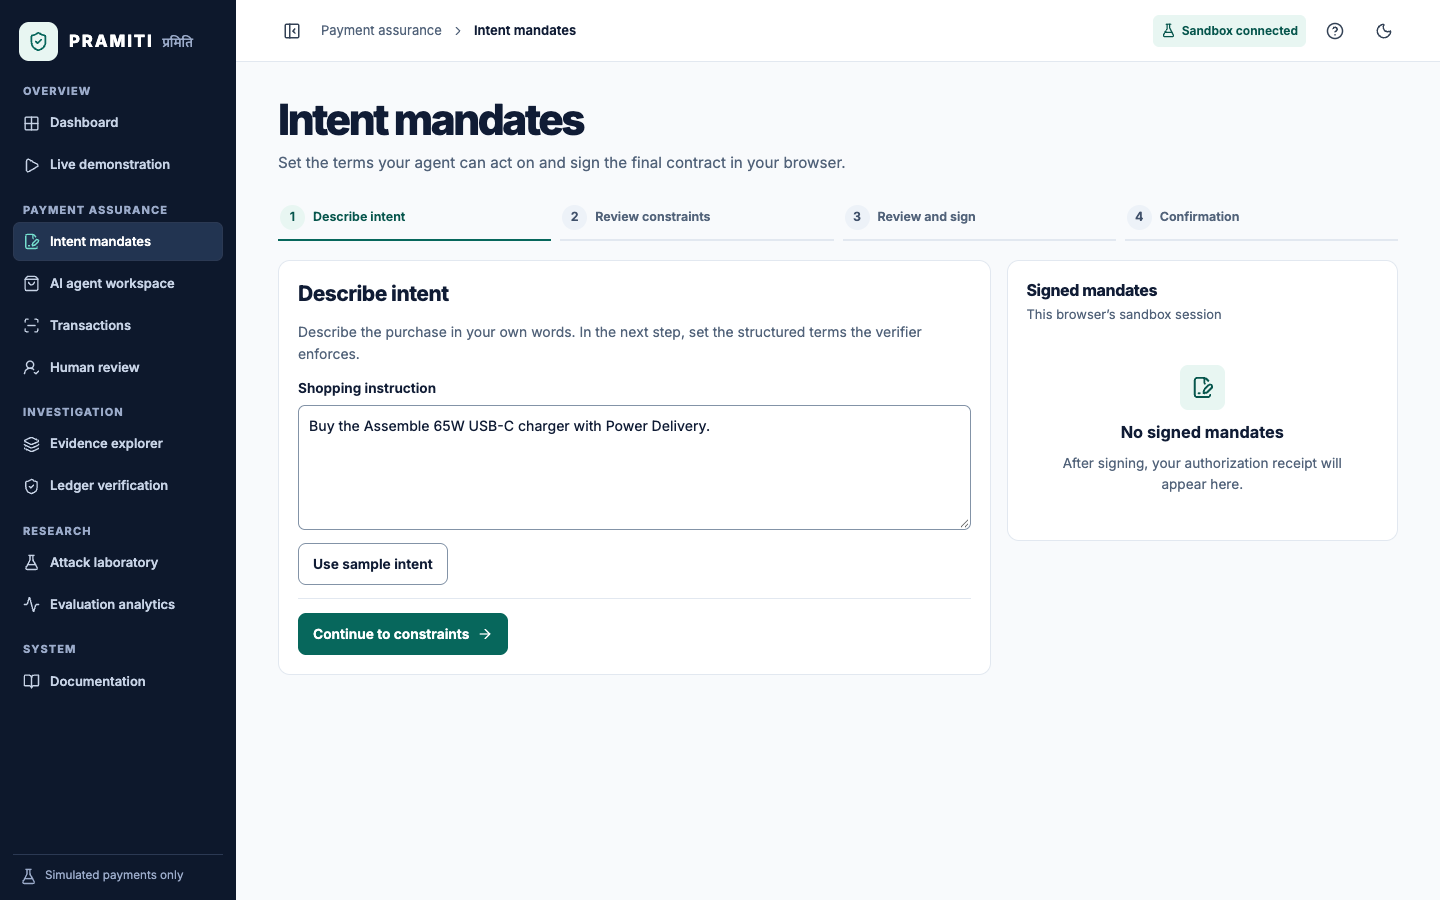 PRAMITI प्रमिति
OVERVIEW
Dashboard
Live demonstration
PAYMENT ASSURANCE
Intent mandates
AI agent workspace
Transactions
Human review
INVESTIGATION
Evidence explorer
Ledger verification
RESEARCH
Attack laboratory
Evaluation analytics
SYSTEM
Documentation
Simulated payments only
Payment assurance > Intent mandates
Sandbox connected
Intent mandates
Set the terms your agent can act on and sign the final contract in your browser.
1 Describe intent
2 Review constraints
3 Review and sign
4 Confirmation
Describe intent
Describe the purchase in your own words. In the next step, set the structured terms the verifier
enforces.
Shopping instruction
Buy the Assemble 65W USB-C charger with Power Delivery.
Use sample intent
Continue to constraints →
Signed mandates
This browser’s sandbox session
No signed mandates
After signing, your authorization receipt will
appear here.